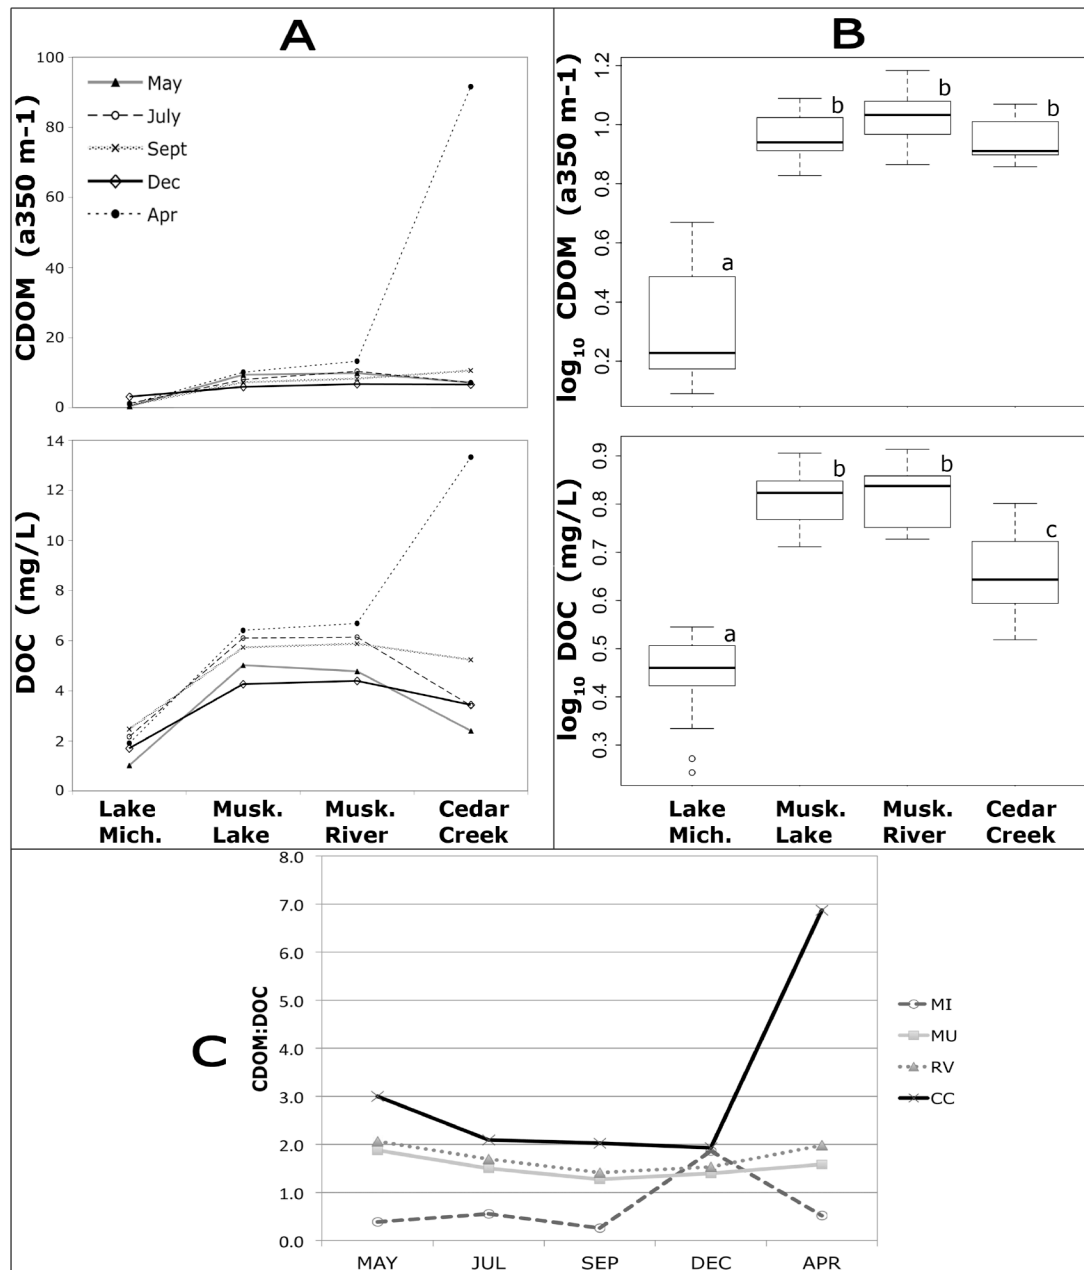 A
CDOM (a350 m-1)
100
80
60
40
20
0
May
July
Sept
Dec
Apr
DOC (mg/L)
14
12
10
8
6
4
2
0
Lake Mich.
Musk. Lake
Musk. River
Cedar Creek
B
log10 CDOM (a350 m-1)
1.2
1.0
0.8
0.6
0.4
0.2
a
b
b
b
log10 DOC (mg/L)
0.9
0.8
0.7
0.6
0.5
0.4
0.3
a
b
b
c
Lake Mich.
Musk. Lake
Musk. River
Cedar Creek
C
CDOM:DOC
8.0
7.0
6.0
5.0
4.0
3.0
2.0
1.0
0.0
MAY
JUL
SEP
DEC
APR
MI
MU
RV
CC